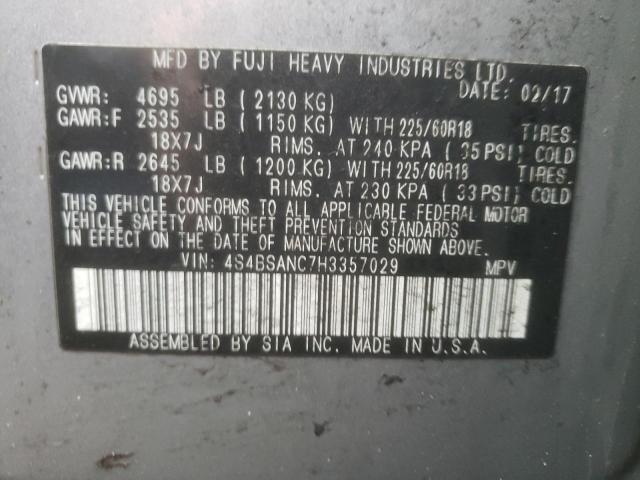 MFD BY FUJI HEAVY INDUSTRIES LTD.
DATE: 02/17
GVWR: 4695 LB ( 2130 KG)
GAWR:F 2535 LB ( 1150 KG) WITH 225/60R18 TIRES.
18X7J RIMS. AT 240 KPA ( 35 PSI) COLD
GAWR:R 2645 LB ( 1200 KG) WITH 225/60R18 TIRES.
18X7J RIMS. AT 230 KPA ( 33 PSI) COLD
THIS VEHICLE CONFORMS TO ALL APPLICABLE FEDERAL MOTOR
VEHICLE SAFETY AND THEFT PREVENTION STANDARDS
IN EFFECT ON THE DATE OF MANUFACTURE SHOWN ABOVE.
VIN: 4S4BSANC7H3357029 MPV
ASSEMBLED BY SIA INC. MADE IN U.S.A.